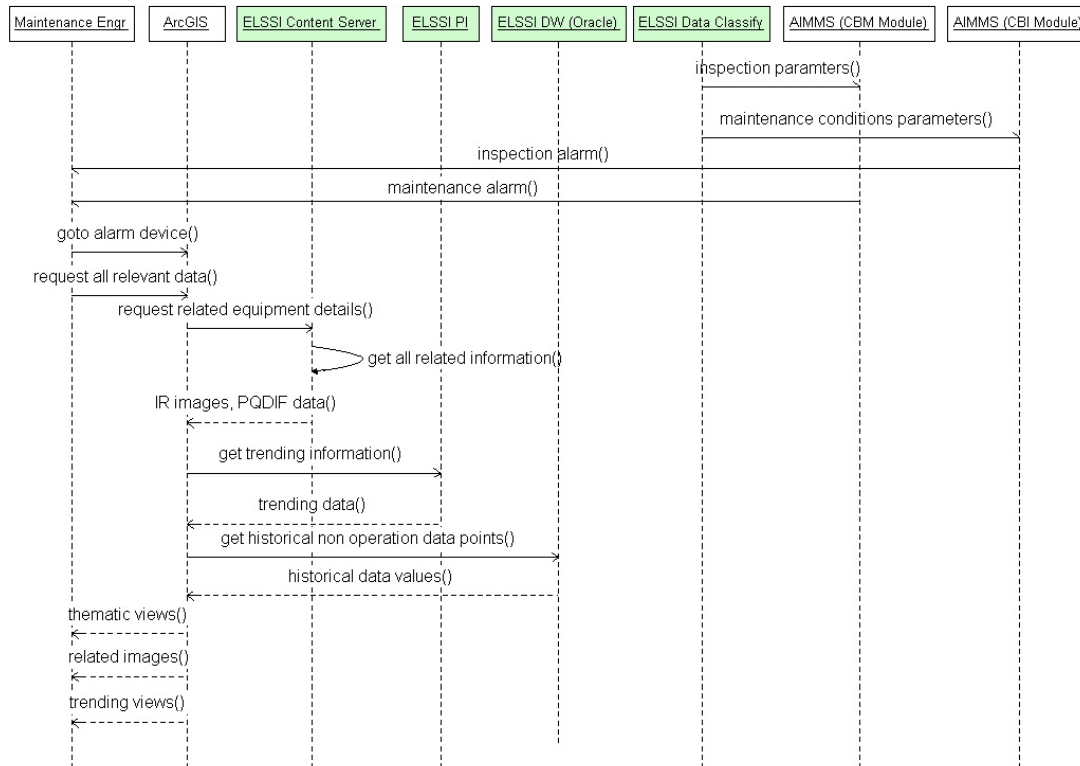 Maintenance Engr
ArcGIS
ELSSI Content Server
ELSSI PI
ELSSI DW (Oracle)
ELSSI Data Classify
AIMMS (CBM Module)
AIMMS (CBI Module)
inspection paramters()
maintenance conditions parameters()
inspection alarm()
maintenance alarm()
goto alarm device()
request all relevant data()
request related equipment details()
get all related information()
IR images, PQDIF data()
get trending information()
trending data()
get historical non operation data points()
historical data values()
thematic views()
related images()
trending views()